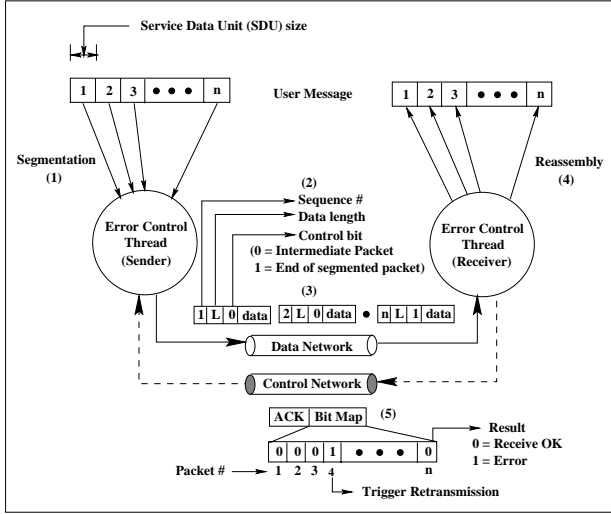 Service Data Unit (SDU) size
1 2 3 • • • n
User Message
1 2 3 • • • n
Segmentation
(1)
Reassembly
(4)
Error Control
Thread
(Sender)
(2)
Sequence #
Data length
Control bit
(0 = Intermediate Packet
1 = End of segmented packet)
Error Control
Thread
(Receiver)
(3)
1 L 0 data 2 L 0 data • n L 1 data
Data Network
Control Network
ACK Bit Map (5)
Result
0 = Receive OK
1 = Error
0 0 0 1 • • • 0
Packet # 1 2 3 4 n
Trigger Retransmission